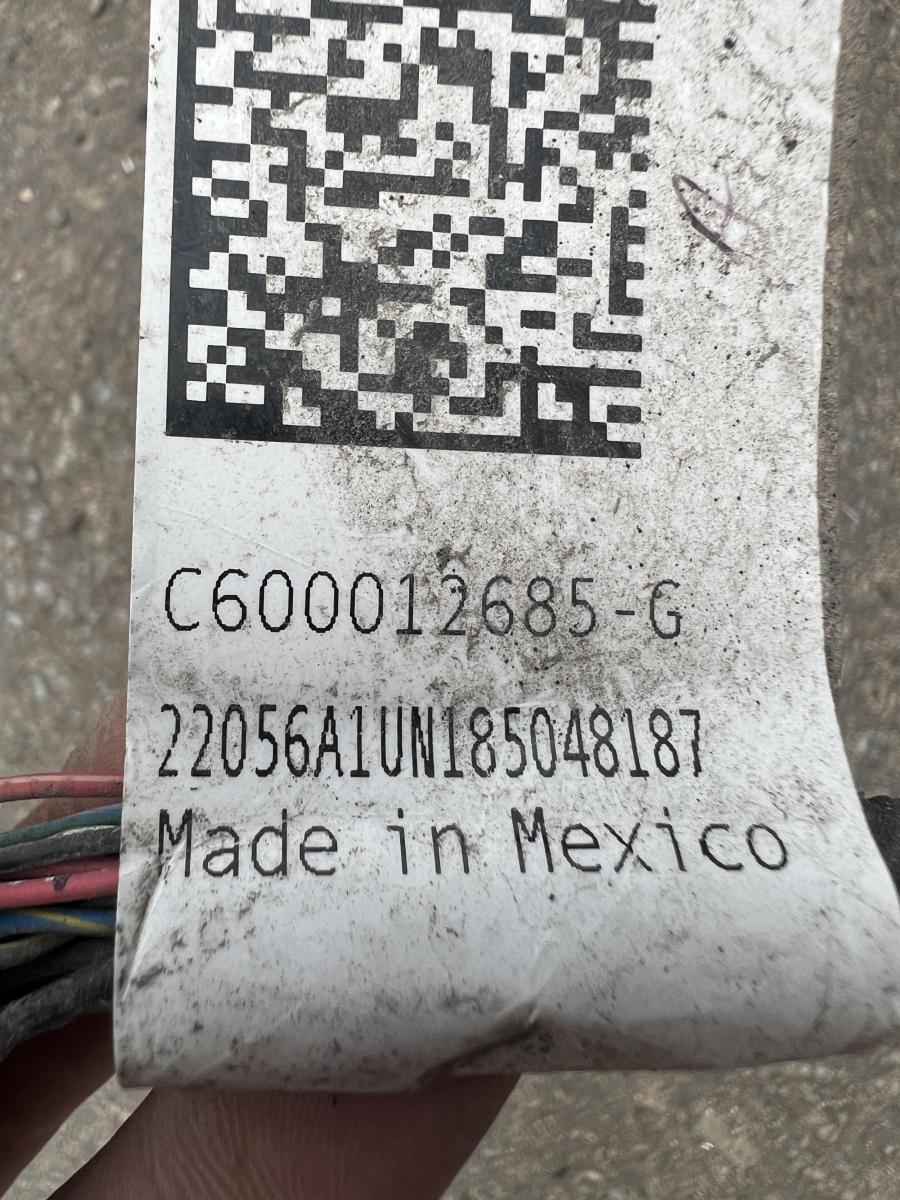 C600012685-G
22056A1UN185048187
Made in Mexico